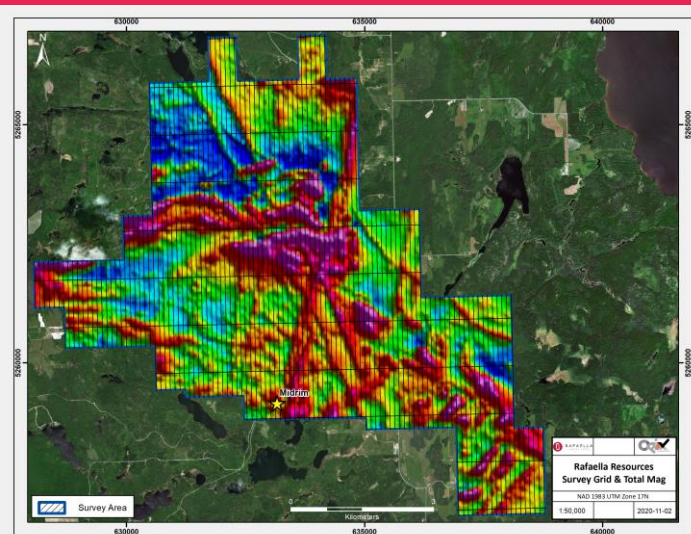 630000
635000
640000
N
5265000
5265000
5260000
5260000
Midrim
Survey Area
0
Kilometers
RAFAELLA
Rafaella Resources
Survey Grid & Total Mag
NAD 1983 UTM Zone 17N
1:50,000
2020-11-02
630000
635000
640000